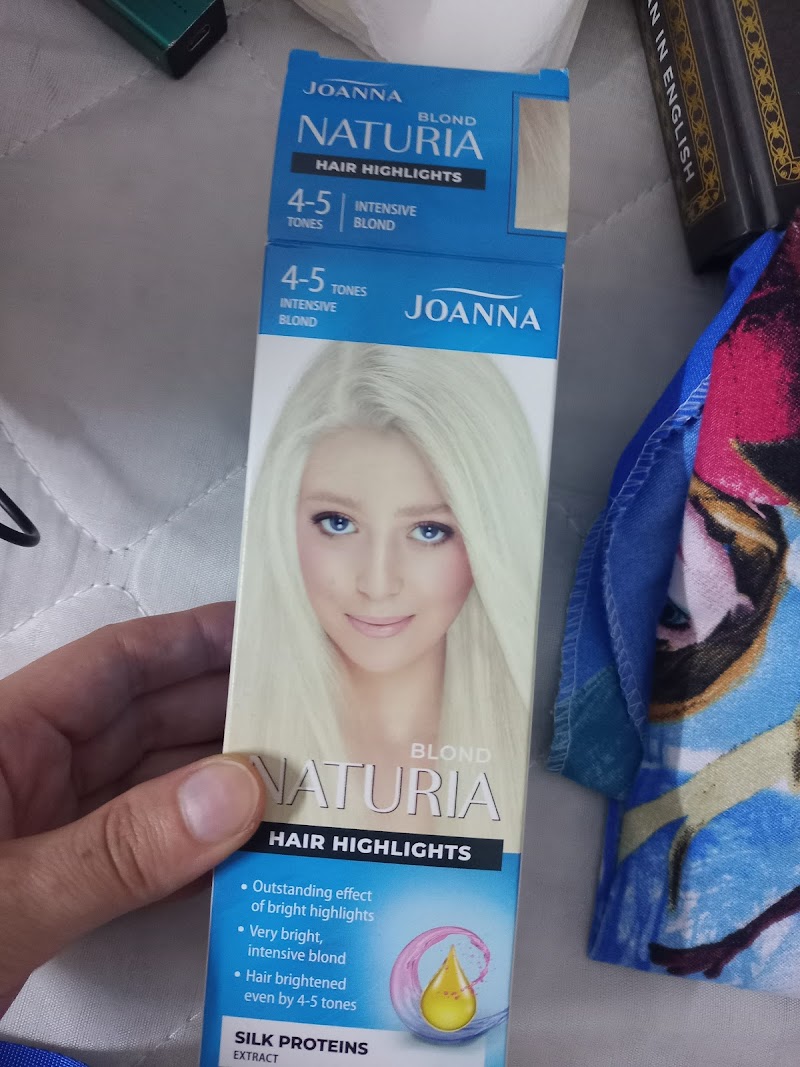 JOANNA
BLOND
NATURIA
HAIR HIGHLIGHTS
4-5
TONES
INTENSIVE
BLOND
4-5 TONES
INTENSIVE
BLOND
JOANNA
BLOND
NATURIA
HAIR HIGHLIGHTS
• Outstanding effect
of bright highlights
• Very bright,
intensive blond
• Hair brightened
even by 4-5 tones
SILK PROTEINS
EXTRACT
IN ENGLISH